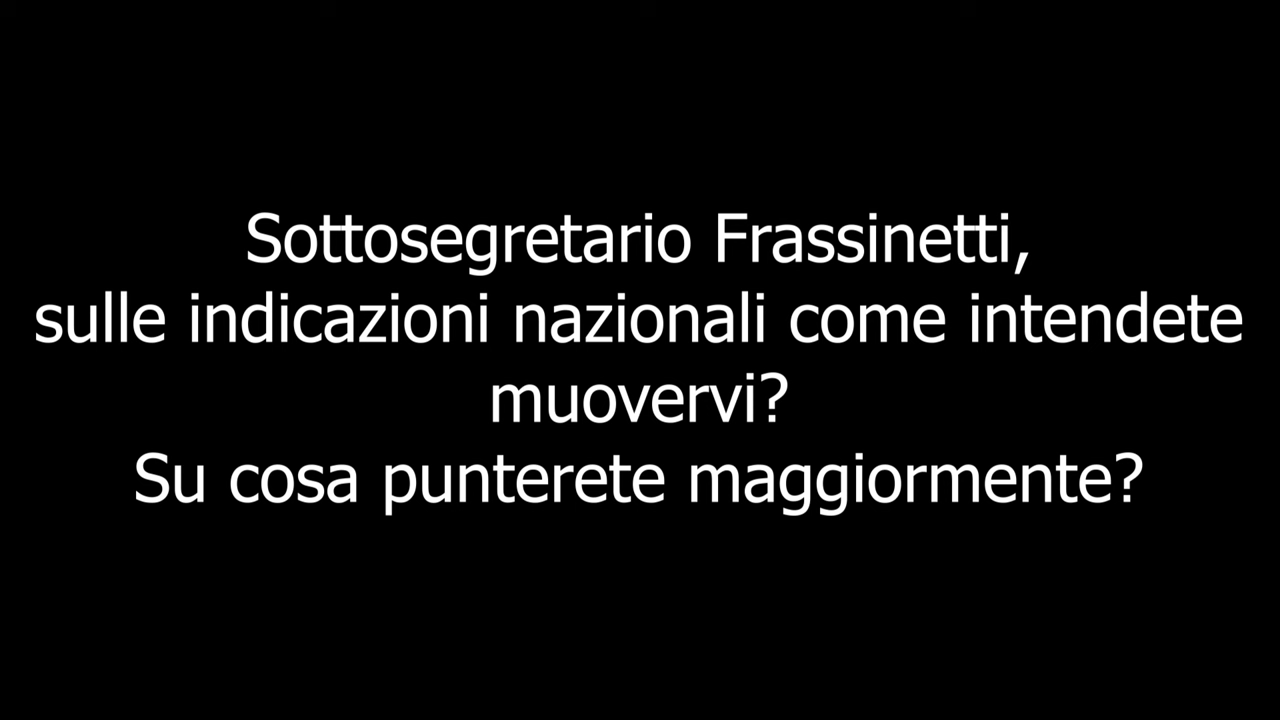 Sottosegretario Frassinetti,
sulle indicazioni nazionali come intendete
muovervi?
Su cosa punterete maggiormente?